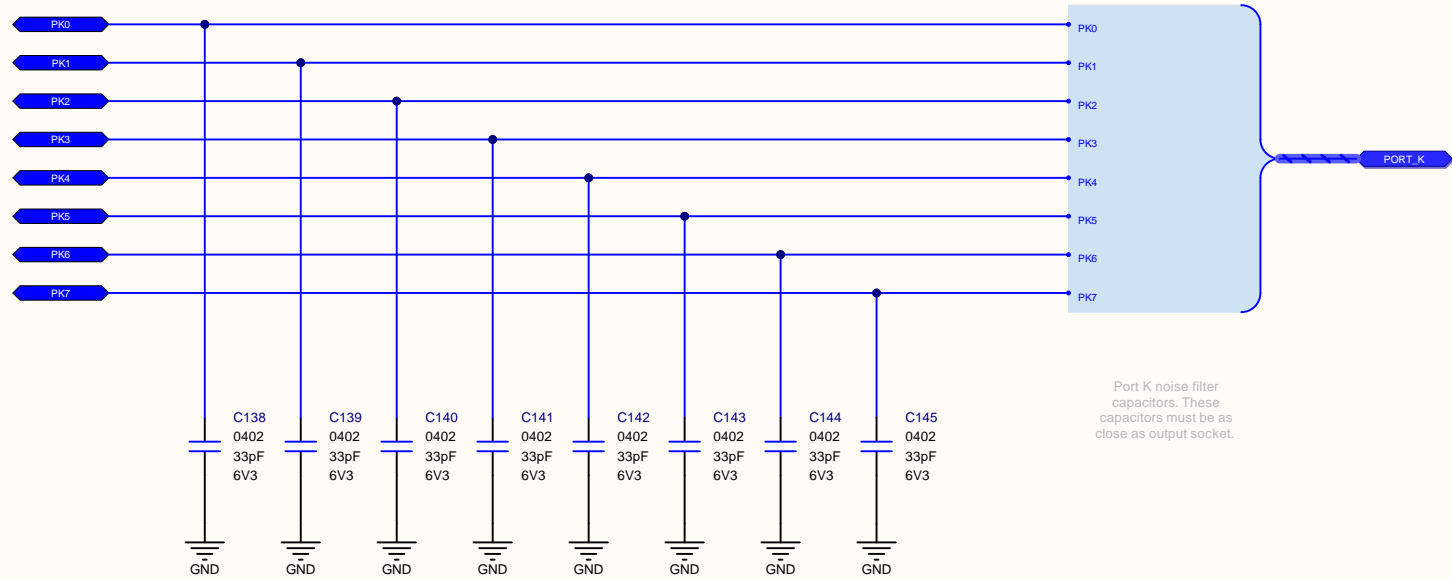 PK0
PK1
PK2
PK3
PK4
PK5
PK6
PK7
PK0
PK1
PK2
PK3
PK4
PK5
PK6
PK7
PORT_K
Port K noise filter
capacitors. These
capacitors must be as
close as output socket.
C138
0402
33pF
6V3
C139
0402
33pF
6V3
C140
0402
33pF
6V3
C141
0402
33pF
6V3
C142
0402
33pF
6V3
C143
0402
33pF
6V3
C144
0402
33pF
6V3
C145
0402
33pF
6V3
GND
GND
GND
GND
GND
GND
GND
GND